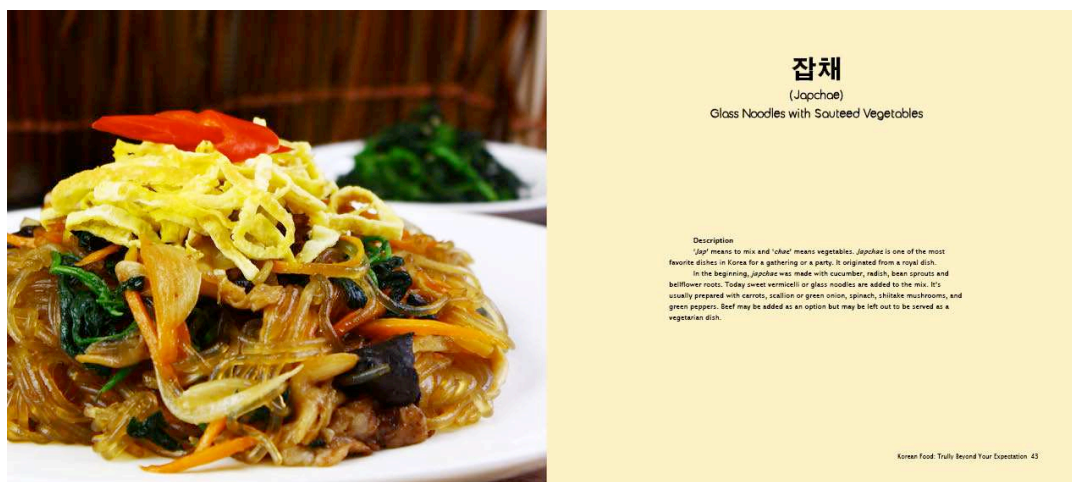 잡채
(Japchae)
Glass Noodles with Sauteed Vegetables
Description
'Jap' means to mix and 'chae' means vegetables. Japchae is one of the most
favorite dishes in Korea for a gathering or a party. It originated from a royal dish.
In the beginning, japchae was made with cucumber, radish, bean sprouts and
bellflower roots. Today sweet vermicelli or glass noodles are added to the mix. It's
usually prepared with carrots, scallion or green onion, spinach, shiitake mushrooms, and
green peppers. Beef may be added as an option but may be left out to be served as a
vegetarian dish.
Korean Food: Trully Beyond Your Expectation 43